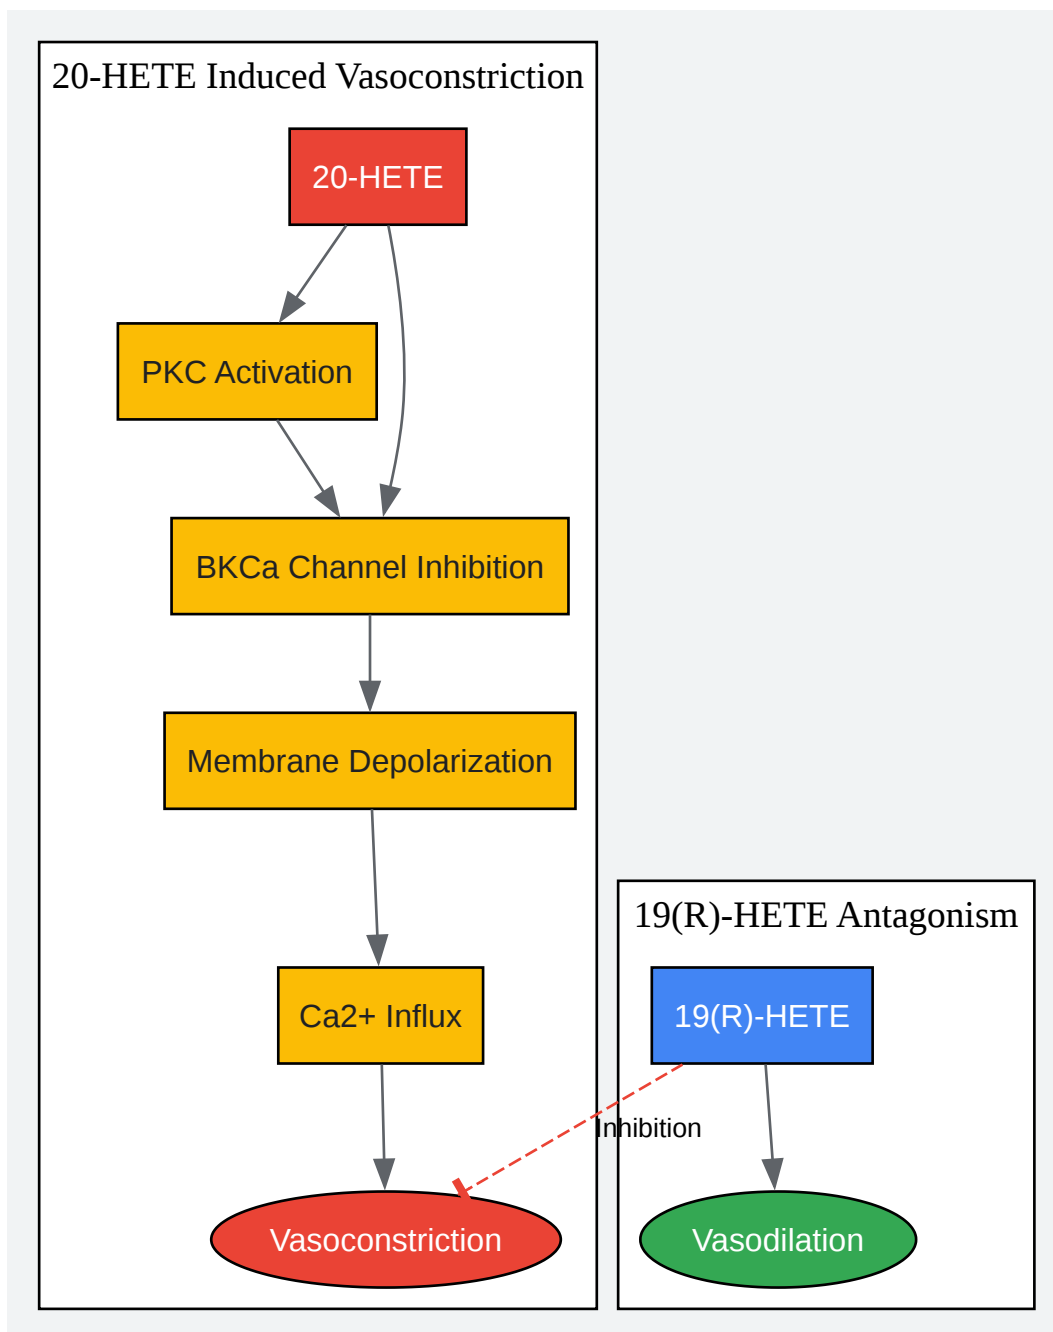 20-HETE Induced Vasoconstriction
20-HETE
PKC Activation
BKCa Channel Inhibition
Membrane Depolarization
Ca2+ Influx
Vasoconstriction
19(R)-HETE Antagonism
19(R)-HETE
Inhibition
Vasodilation